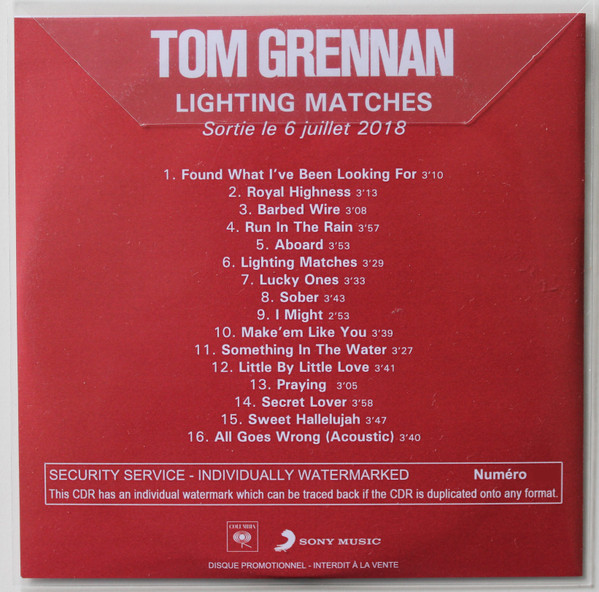 TOM GRENNAN
LIGHTING MATCHES
Sortie le 6 juillet 2018
1. Found What I've Been Looking For 3'10
2. Royal Highness 3'13
3. Barbed Wire 3'08
4. Run In The Rain 3'57
5. Aboard 3'53
6. Lighting Matches 3'29
7. Lucky Ones 3'33
8. Sober 3'43
9. I Might 2'53
10. Make'em Like You 3'39
11. Something In The Water 3'27
12. Little By Little Love 3'41
13. Praying 3'05
14. Secret Lover 3'58
15. Sweet Hallelujah 3'47
16. All Goes Wrong (Acoustic) 3'40
SECURITY SERVICE - INDIVIDUALLY WATERMARKED Numéro
This CDR has an individual watermark which can be traced back if the CDR is duplicated onto any format.
COLUMBIA SONY MUSIC
DISQUE PROMOTIONNEL - INTERDIT À LA VENTE